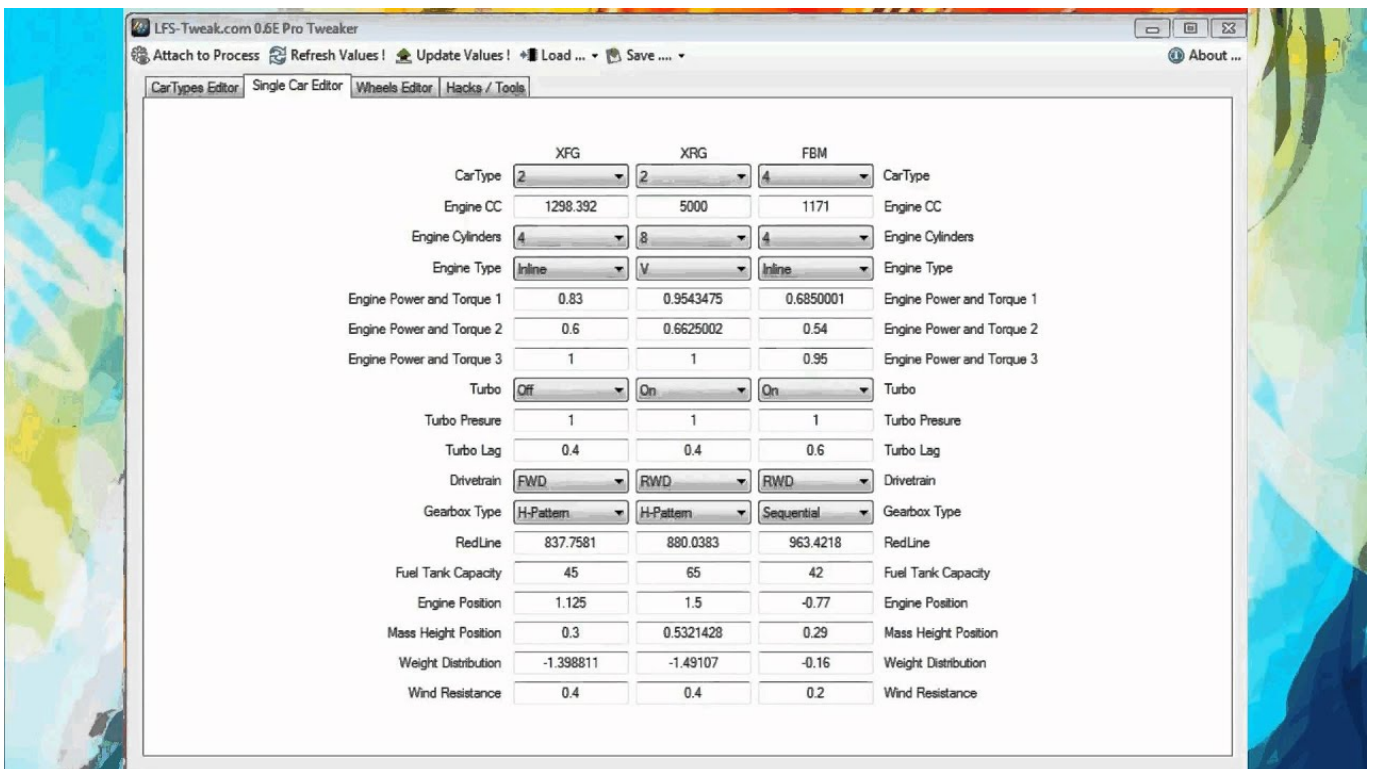 LFS-Tweak.com 0.6E Pro Tweaker
Attach to Process Refresh Values ! Update Values ! Load ... Save .... About ...
CarTypes Editor Single Car Editor Wheels Editor Hacks / Tools
XFG XRG FBM
CarType 2 2 4 CarType
Engine CC 1298.392 5000 1171 Engine CC
Engine Cylinders 4 8 4 Engine Cylinders
Engine Type Inline V Inline Engine Type
Engine Power and Torque 1 0.83 0.9543475 0.6850001 Engine Power and Torque 1
Engine Power and Torque 2 0.6 0.6625002 0.54 Engine Power and Torque 2
Engine Power and Torque 3 1 1 0.95 Engine Power and Torque 3
Turbo Off On On Turbo
Turbo Presure 1 1 1 Turbo Presure
Turbo Lag 0.4 0.4 0.6 Turbo Lag
Drivetrain FWD RWD RWD Drivetrain
Gearbox Type H-Pattern H-Pattern Sequential Gearbox Type
RedLine 837.7581 880.0383 963.4218 RedLine
Fuel Tank Capacity 45 65 42 Fuel Tank Capacity
Engine Position 1.125 1.5 -0.77 Engine Position
Mass Height Position 0.3 0.5321428 0.29 Mass Height Position
Weight Distribution -1.398811 -1.49107 -0.16 Weight Distribution
Wind Resistance 0.4 0.4 0.2 Wind Resistance